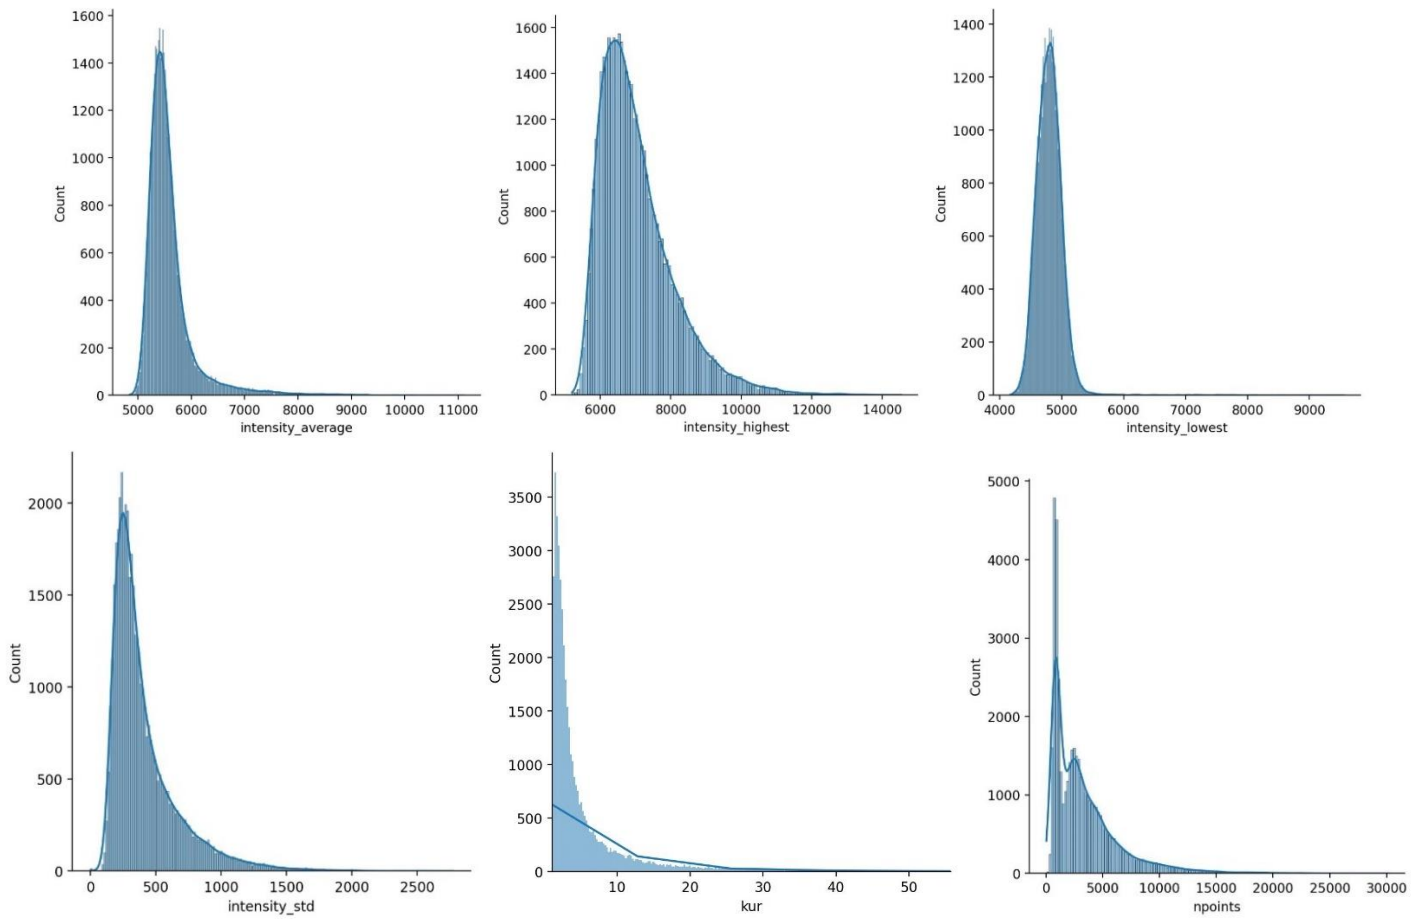 1600
1400
1200
1000
800
600
400
200
0
Count
5000 6000 7000 8000 9000 10000 11000
intensity_average
1600
1400
1200
1000
800
600
400
200
0
Count
6000 8000 10000 12000 14000
intensity_highest
1400
1200
1000
800
600
400
200
0
Count
4000 5000 6000 7000 8000 9000
intensity_lowest
2000
1500
1000
500
0
Count
0 500 1000 1500 2000 2500
intensity_std
3500
3000
2500
2000
1500
1000
500
0
Count
10 20 30 40 50
kur
5000
4000
3000
2000
1000
0
Count
0 5000 10000 15000 20000 25000 30000
npoints